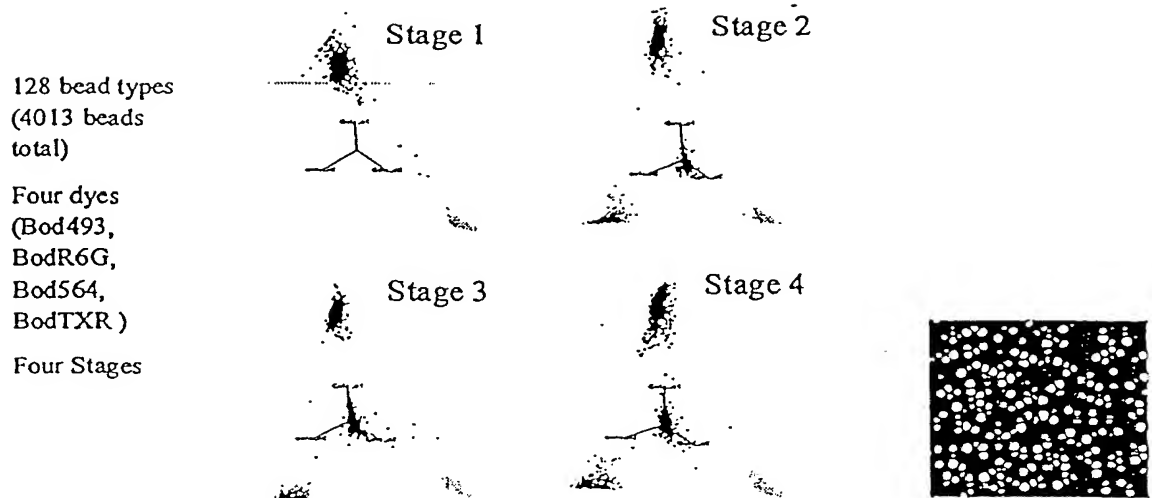 Stage 1
Stage 2
128 bead types
(4013 beads
total)
Four dyes
(Bod493,
BodR6G,
Bod564,
BodTXR)
Four Stages
Stage 3
Stage 4